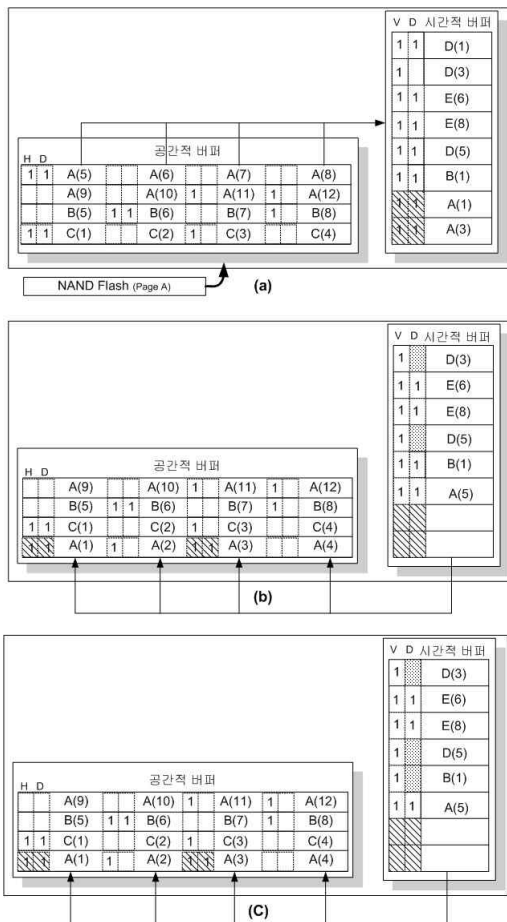 V D 시간적 버퍼
1 1 D(1)
1 D(3)
1 1 E(6)
1 1 E(8)
1 1 D(5)
1 1 B(1)
1 1 A(1)
1 1 A(3)
공간적 버퍼
H D
1 1 A(5) A(6) A(7) A(8)
A(9) A(10) 1 A(11) 1 A(12)
B(5) 1 1 B(6) B(7) 1 B(8)
1 1 C(1) C(2) 1 C(3) C(4)
NAND Flash (Page A)
(a)
V D 시간적 버퍼
1 D(3)
1 1 E(6)
1 1 E(8)
1 D(5)
1 1 B(1)
1 1 A(5)
공간적 버퍼
H D
A(9) A(10) 1 A(11) 1 A(12)
B(5) 1 1 B(6) B(7) 1 B(8)
1 1 C(1) C(2) 1 C(3) C(4)
1 1 A(1) 1 A(2) 1 1 A(3) A(4)
(b)
V D 시간적 버퍼
1 D(3)
1 1 E(6)
1 1 E(8)
1 D(5)
1 B(1)
1 1 A(5)
공간적 버퍼
H D
A(9) A(10) 1 A(11) 1 A(12)
B(5) 1 1 B(6) B(7) 1 B(8)
1 1 C(1) C(2) 1 C(3) C(4)
1 1 A(1) 1 A(2) 1 1 A(3) A(4)
(C)